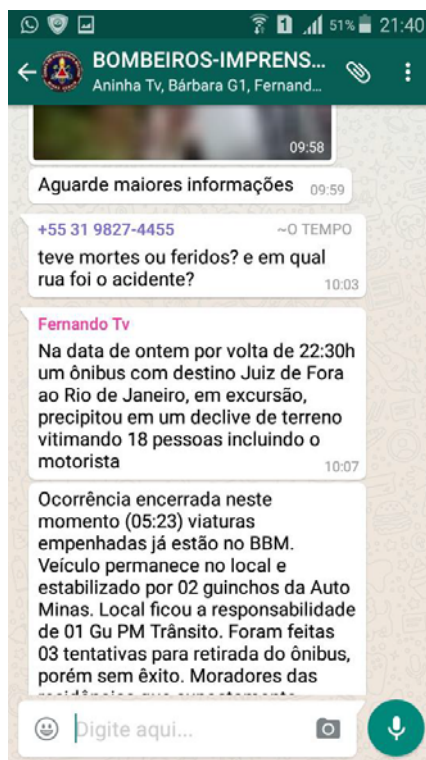 1 51% 21:40
BOMBEIROS-IMPRENS...
Aninha Tv, Bárbara G1, Fernand...
09:58
Aguarde maiores informações 09:59
+55 31 9827-4455 ~O TEMPO
teve mortes ou feridos? e em qual
rua foi o acidente?
10:03
Fernando Tv
Na data de ontem por volta de 22:30h
um ônibus com destino Juiz de Fora
ao Rio de Janeiro, em excursão,
precipitou em um declive de terreno
vitimando 18 pessoas incluindo o
motorista 10:07
Ocorrência encerrada neste
momento (05:23) viaturas
empenhadas já estão no BBM.
Veículo permanece no local e
estabilizado por 02 guinchos da Auto
Minas. Local ficou a responsabilidade
de 01 Gu PM Trânsito. Foram feitas
03 tentativas para retirada do ônibus,
porém sem êxito. Moradores das
Digite aqui...